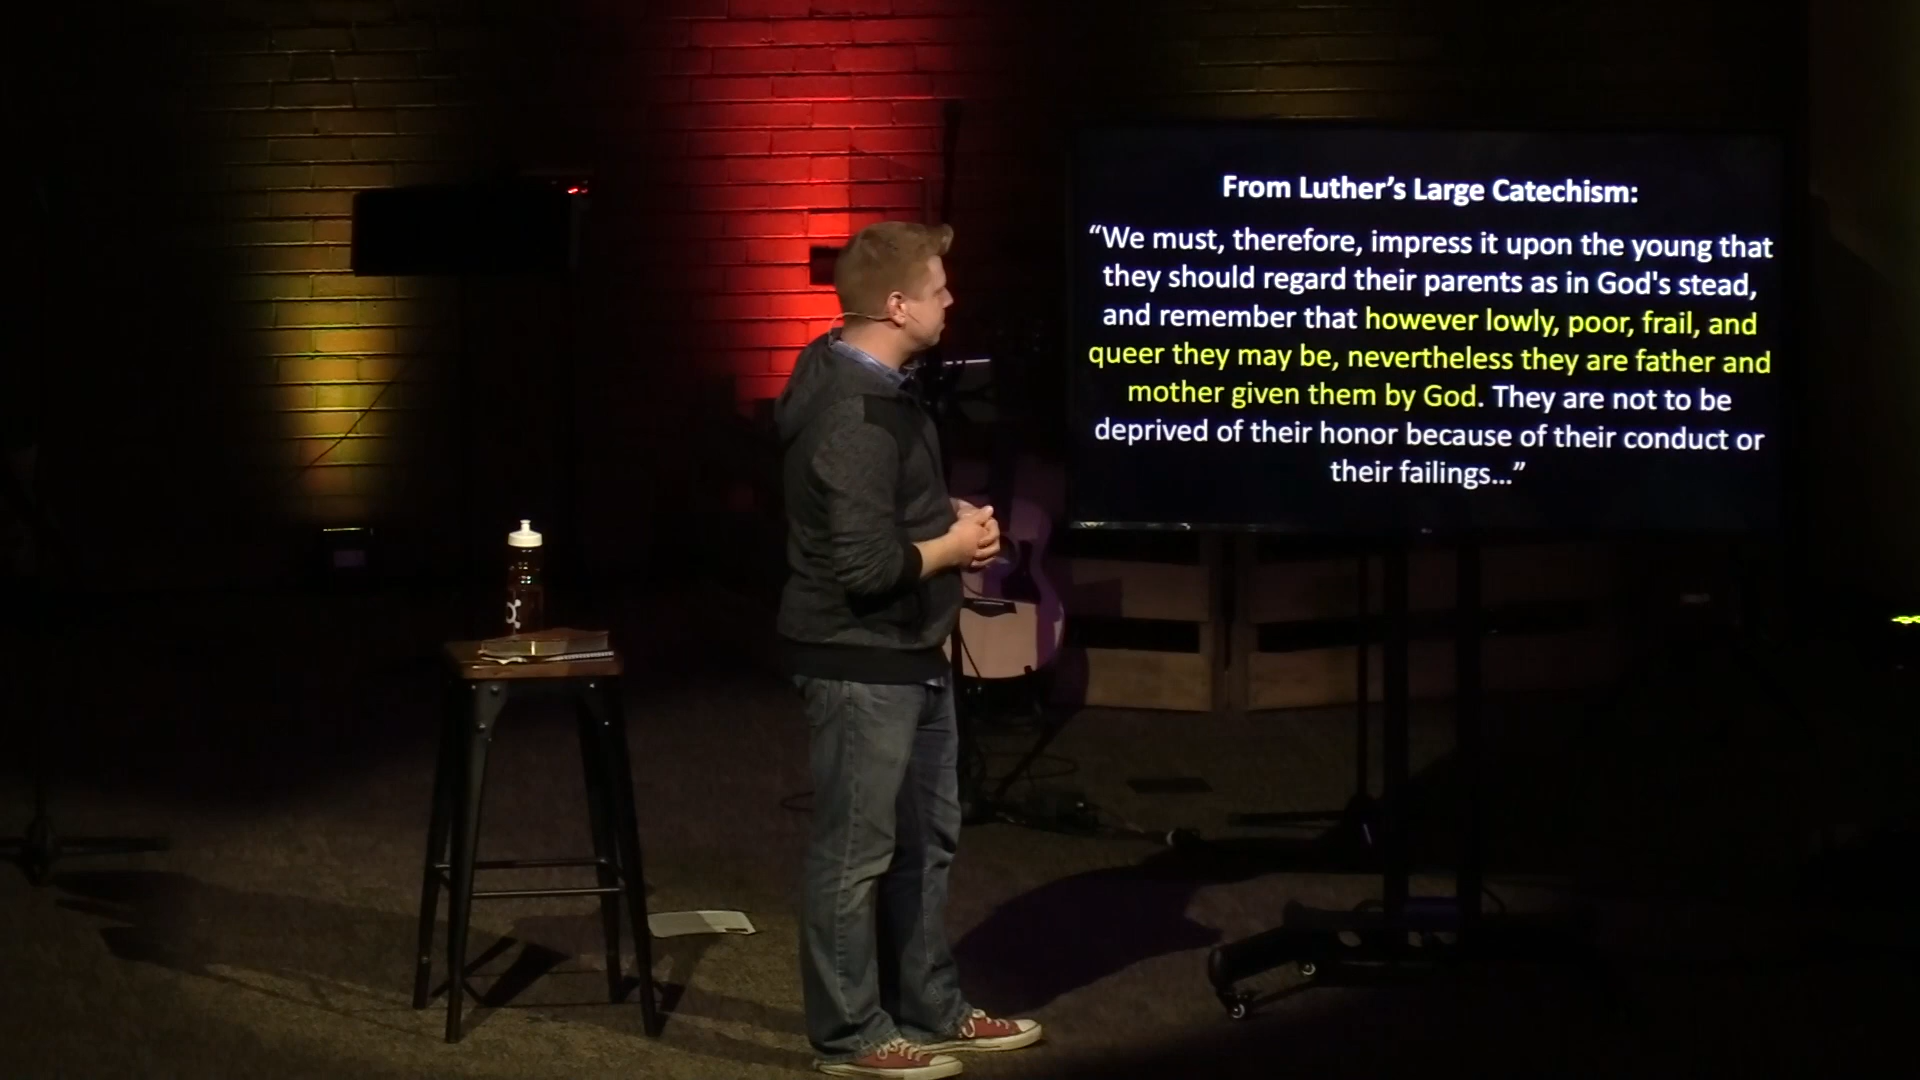 From Luther’s Large Catechism:
“We must, therefore, impress it upon the young that
they should regard their parents as in God's stead,
and remember that however lowly, poor, frail, and
queer they may be, nevertheless they are father and
mother given them by God. They are not to be
deprived of their honor because of their conduct or
their failings…”